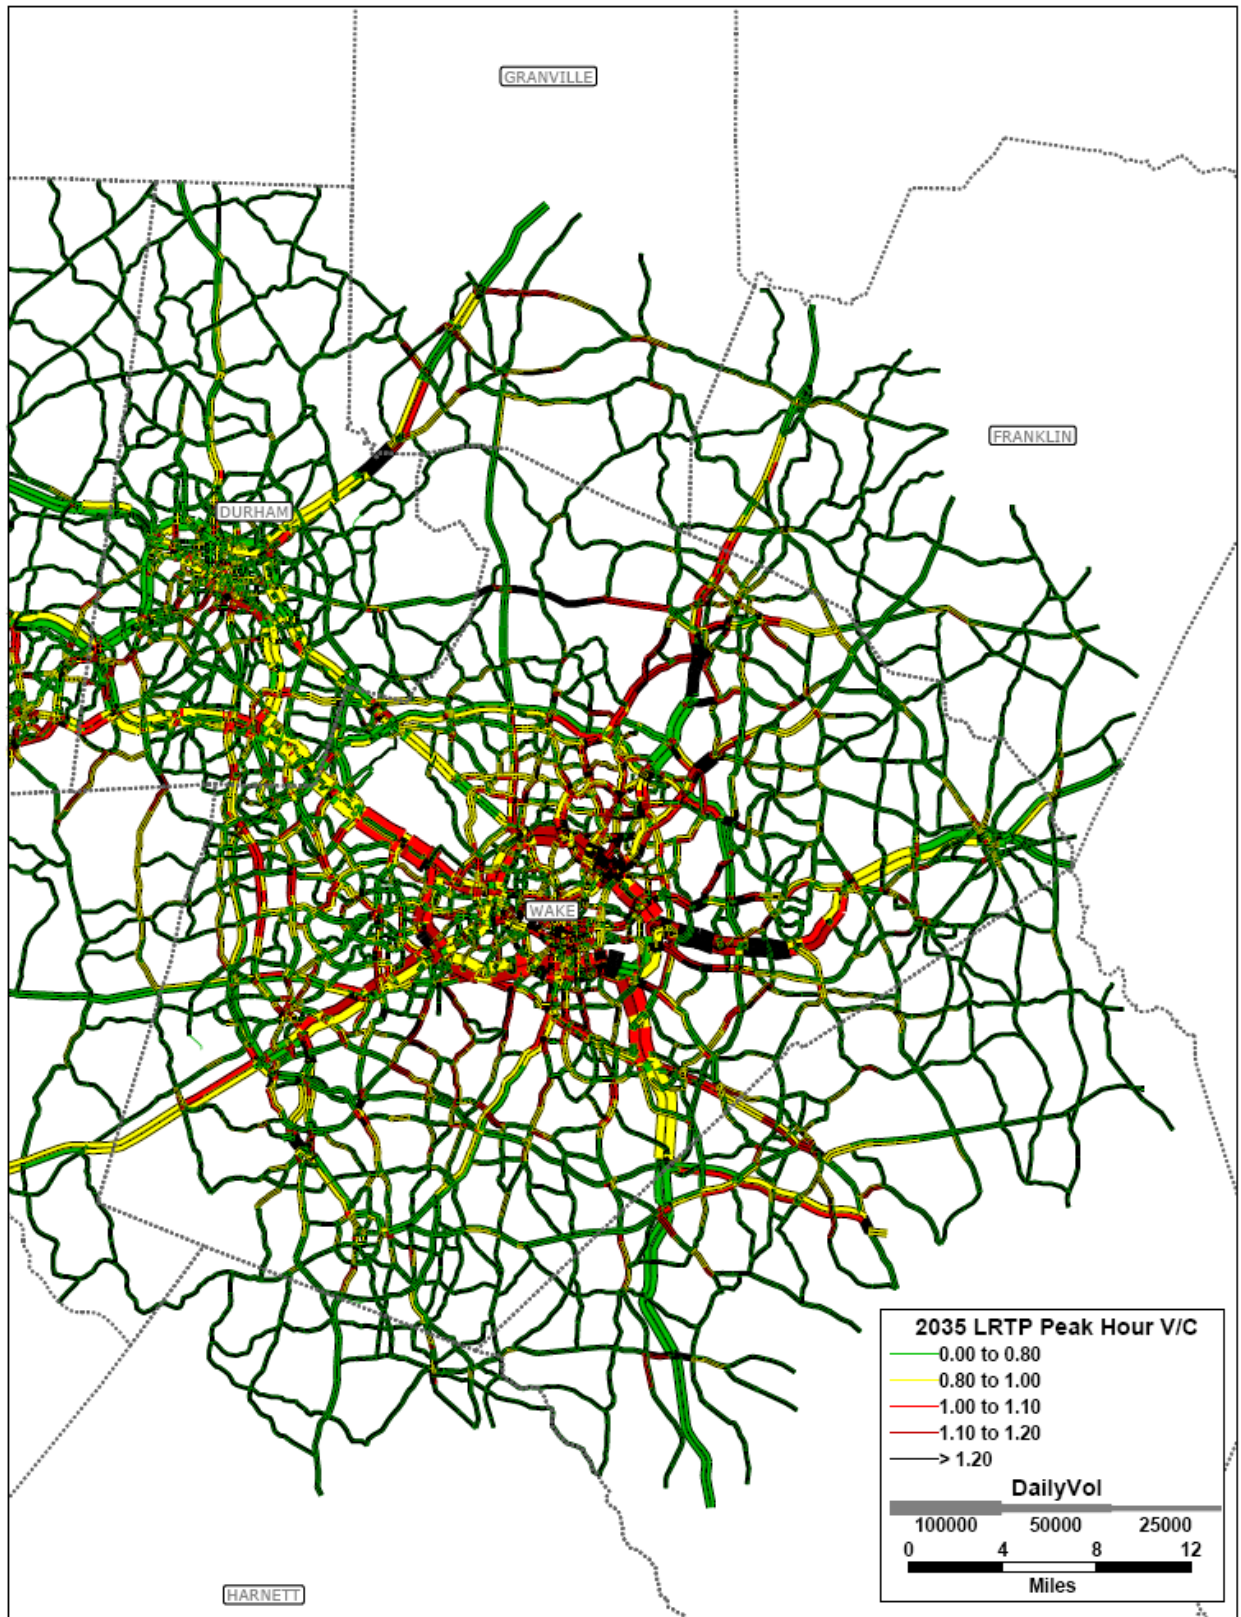 GRANVILLE
FRANKLIN
DURHAM
WAKE
2035 LRTP Peak Hour V/C
0.00 to 0.80
0.80 to 1.00
1.00 to 1.10
1.10 to 1.20
> 1.20
DailyVol
100000 50000 25000
0 4 8 12
Miles
HARNETT